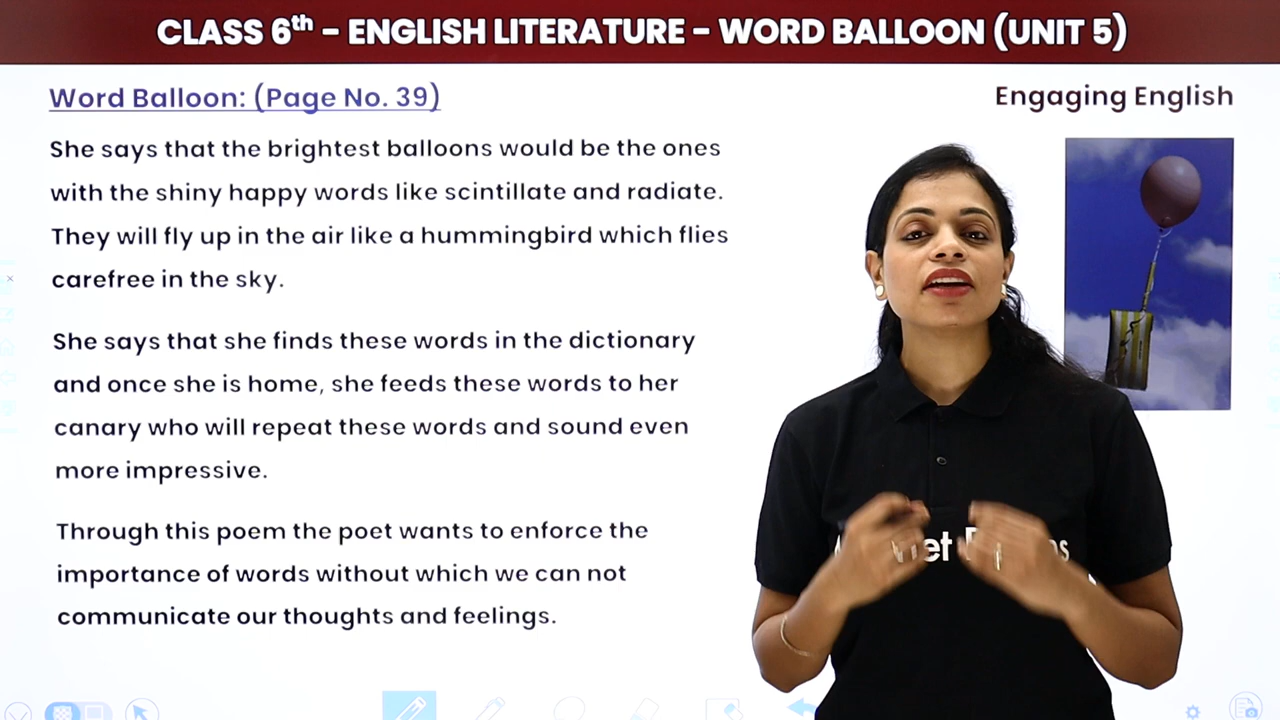 CLASS 6th – ENGLISH LITERATURE – WORD BALLOON (UNIT 5)
Word Balloon: (Page No. 39)
Engaging English
She says that the brightest balloons would be the ones
with the shiny happy words like scintillate and radiate.
They will fly up in the air like a hummingbird which flies
carefree in the sky.
She says that she finds these words in the dictionary
and once she is home, she feeds these words to her
canary who will repeat these words and sound even
more impressive.
Through this poem the poet wants to enforce the
importance of words without which we can not
communicate our thoughts and feelings.